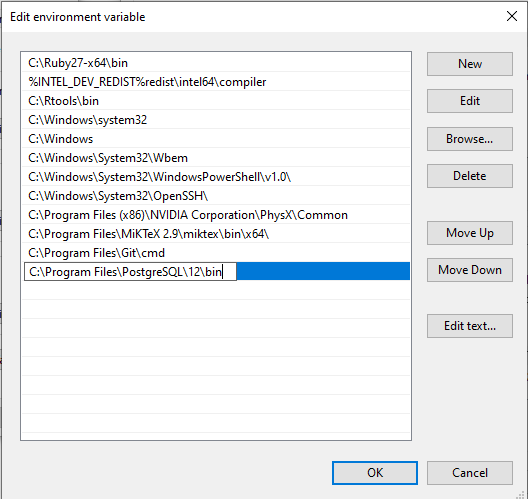 Edit environment variable
C:\Ruby27-x64\bin
%INTEL_DEV_REDIST%redist\intel64\compiler
C:\Rtools\bin
C:\Windows\system32
C:\Windows
C:\Windows\System32\Wbem
C:\Windows\System32\WindowsPowerShell\v1.0\
C:\Windows\System32\OpenSSH\
C:\Program Files (x86)\NVIDIA Corporation\PhysX\Common
C:\Program Files\MiKTeX 2.9\miktex\bin\x64\
C:\Program Files\Git\cmd
C:\Program Files\PostgreSQL\12\bin
New
Edit
Browse...
Delete
Move Up
Move Down
Edit text...
OK
Cancel